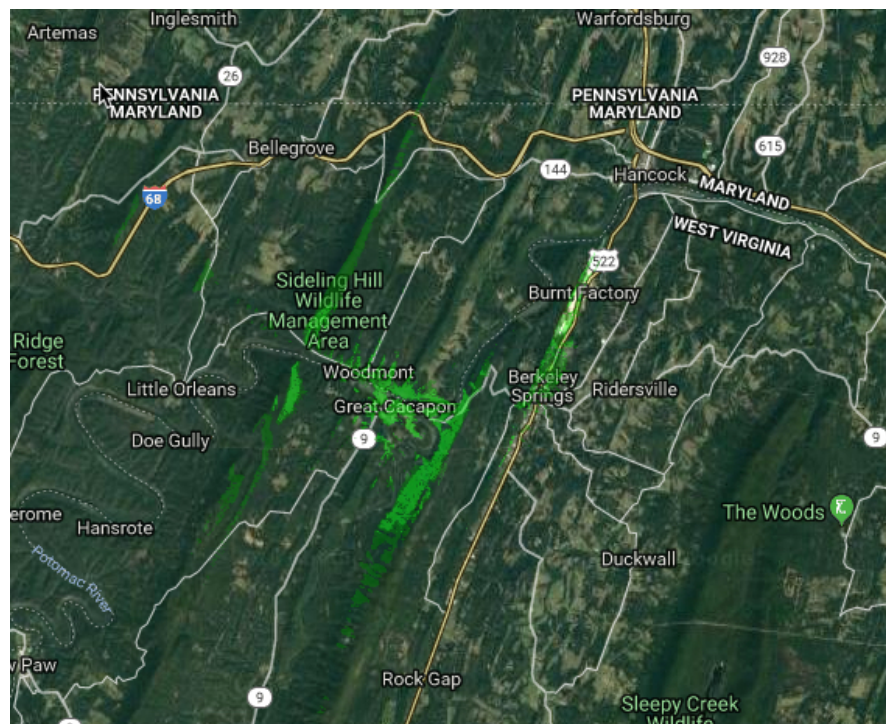 Inglesmith
Warfordsburg
Artemas
928
26
PENNSYLVANIA
MARYLAND
PENNSYLVANIA
MARYLAND
615
Bellegrove
144
Hancock
MARYLAND
68
WEST VIRGINIA
522
Sideling Hill
Wildlife
Management
Area
Burnt Factory
Ridge
Forest
Woodmont
Little Orleans
Berkeley
Springs
Ridersville
Great Cacapon
Doe Gully
9
9
The Woods
erome
Hansrote
Potomac River
Duckwall
w Paw
Rock Gap
9
Sleepy Creek
Wildlife